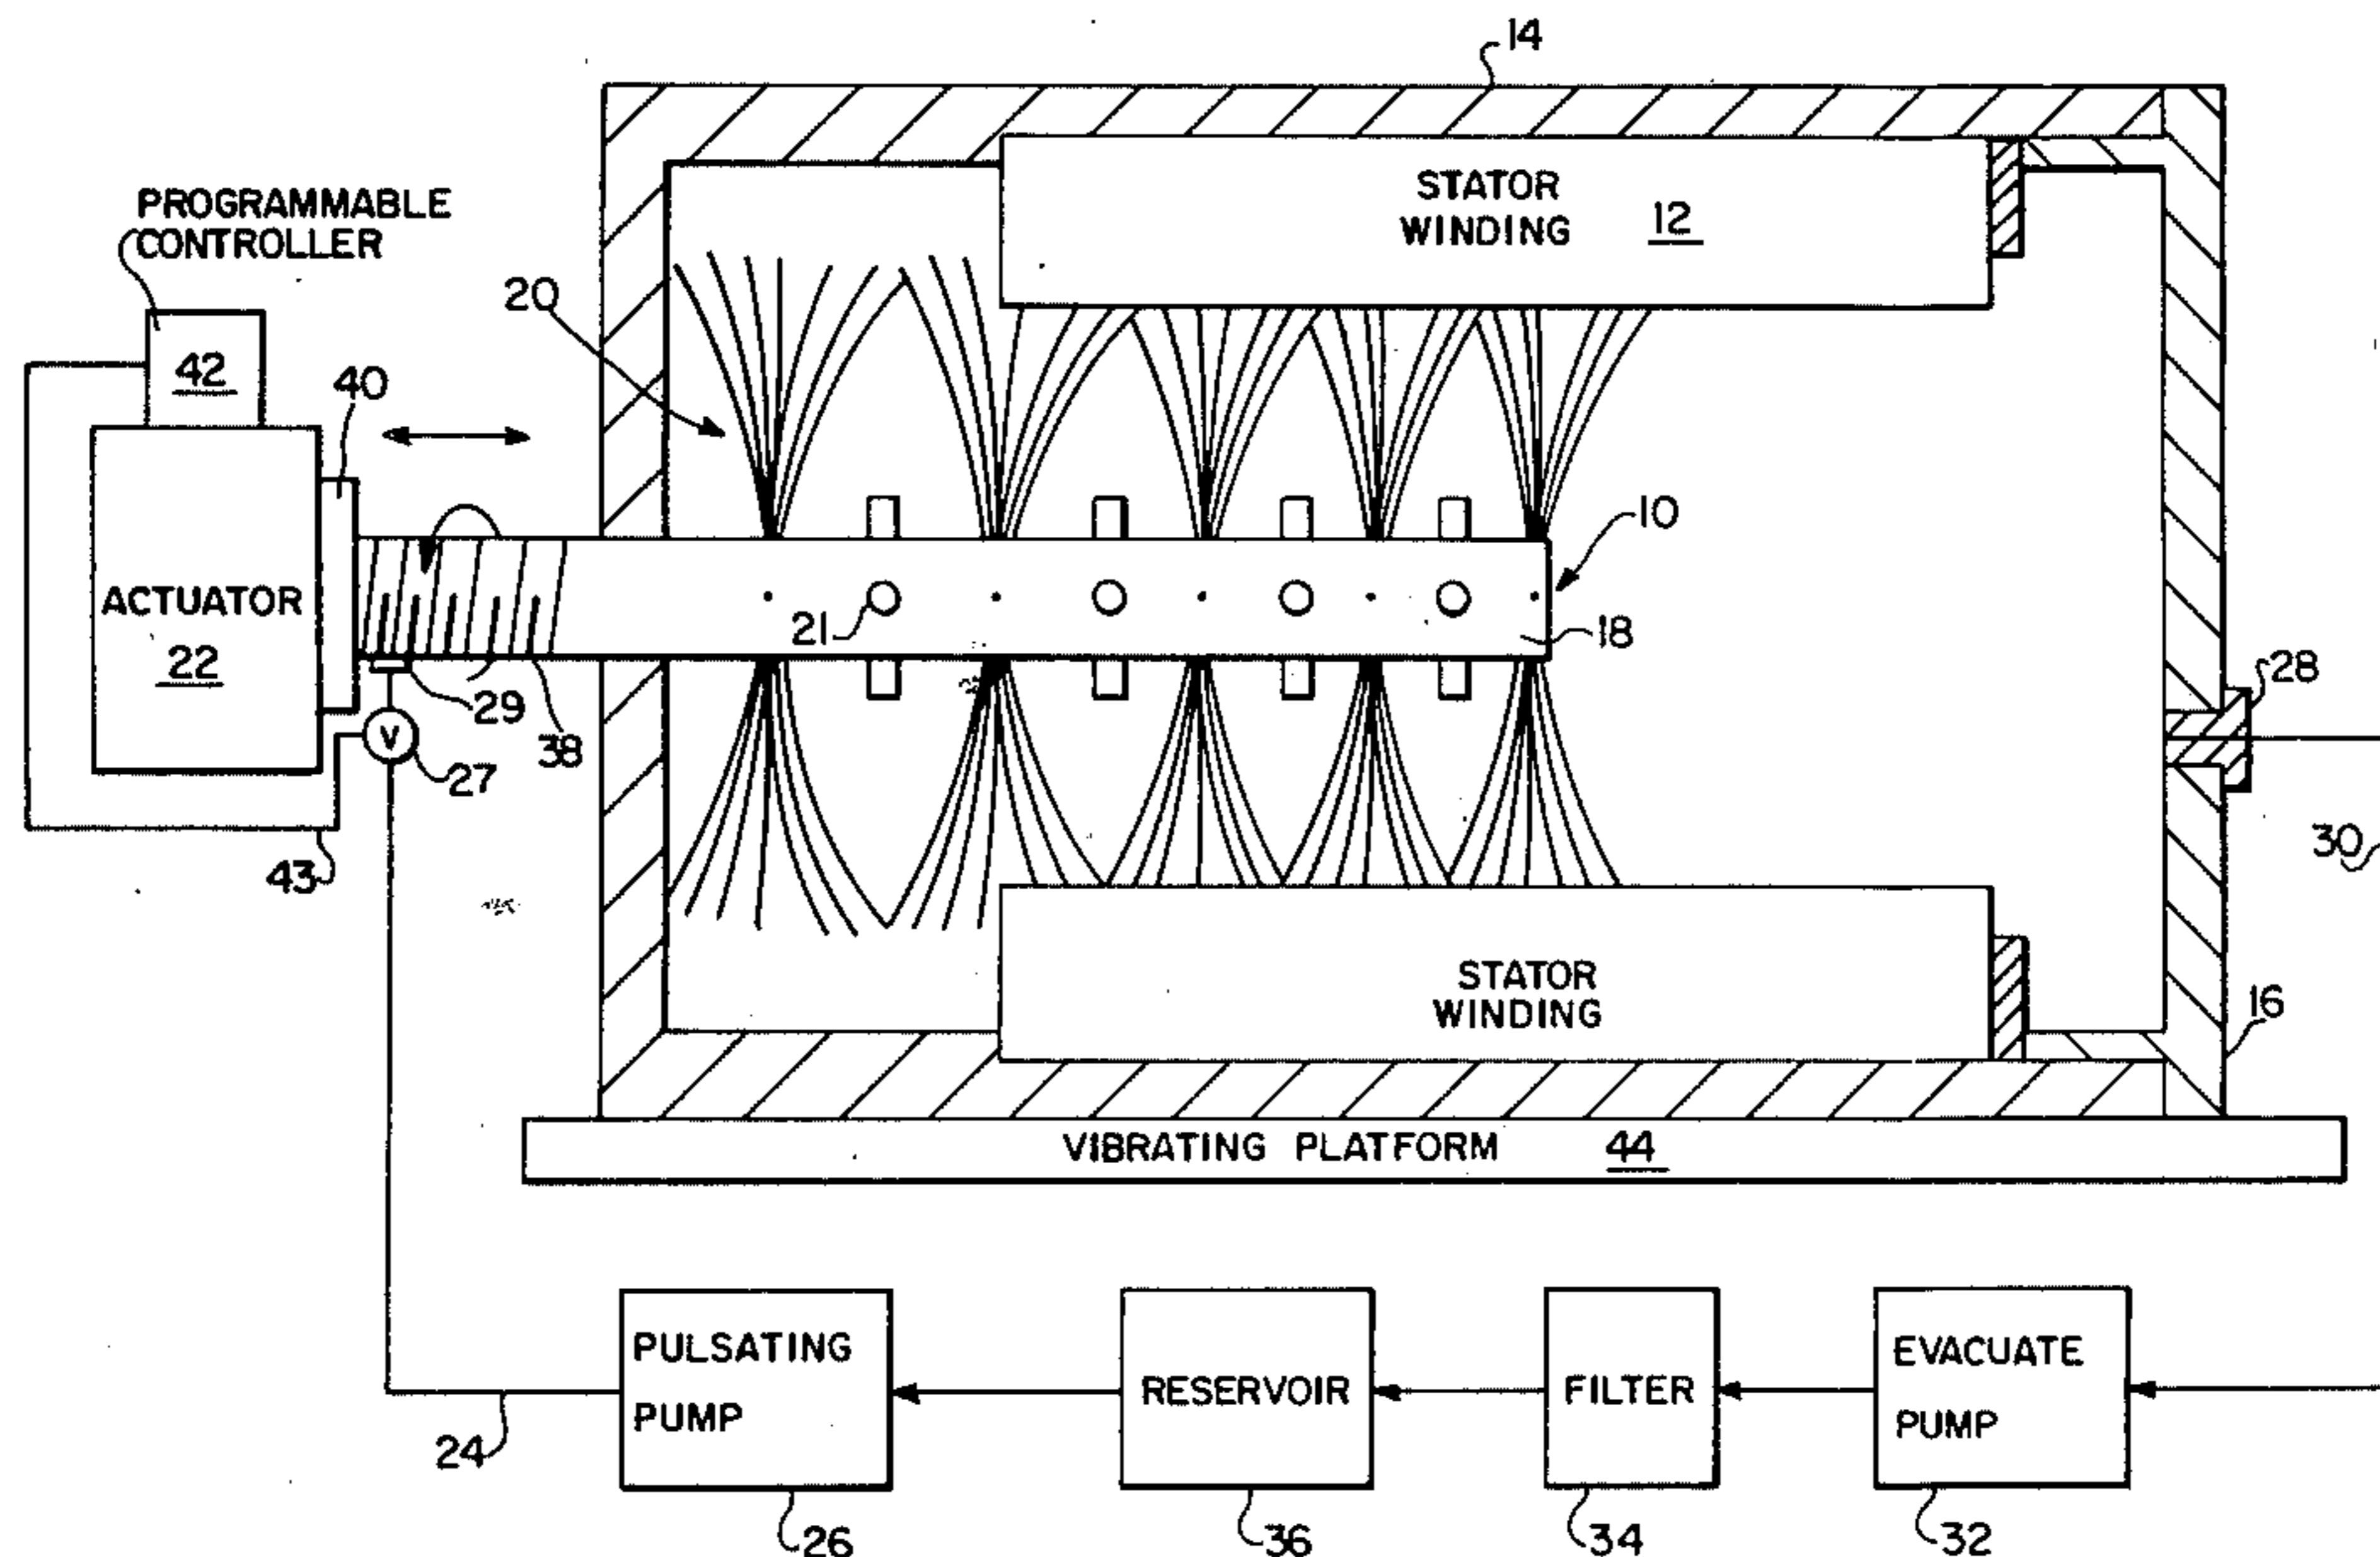 14
PROGRAMMABLE
CONTROLLER
STATOR
WINDING 12
20
42
40
10
ACTUATOR
22
21
18
28
29
38
V
27
30
43
STATOR
WINDING
16
VIBRATING PLATFORM 44
PULSATING
PUMP
RESERVOIR
FILTER
EVACUATE
PUMP
24
26
36
34
32